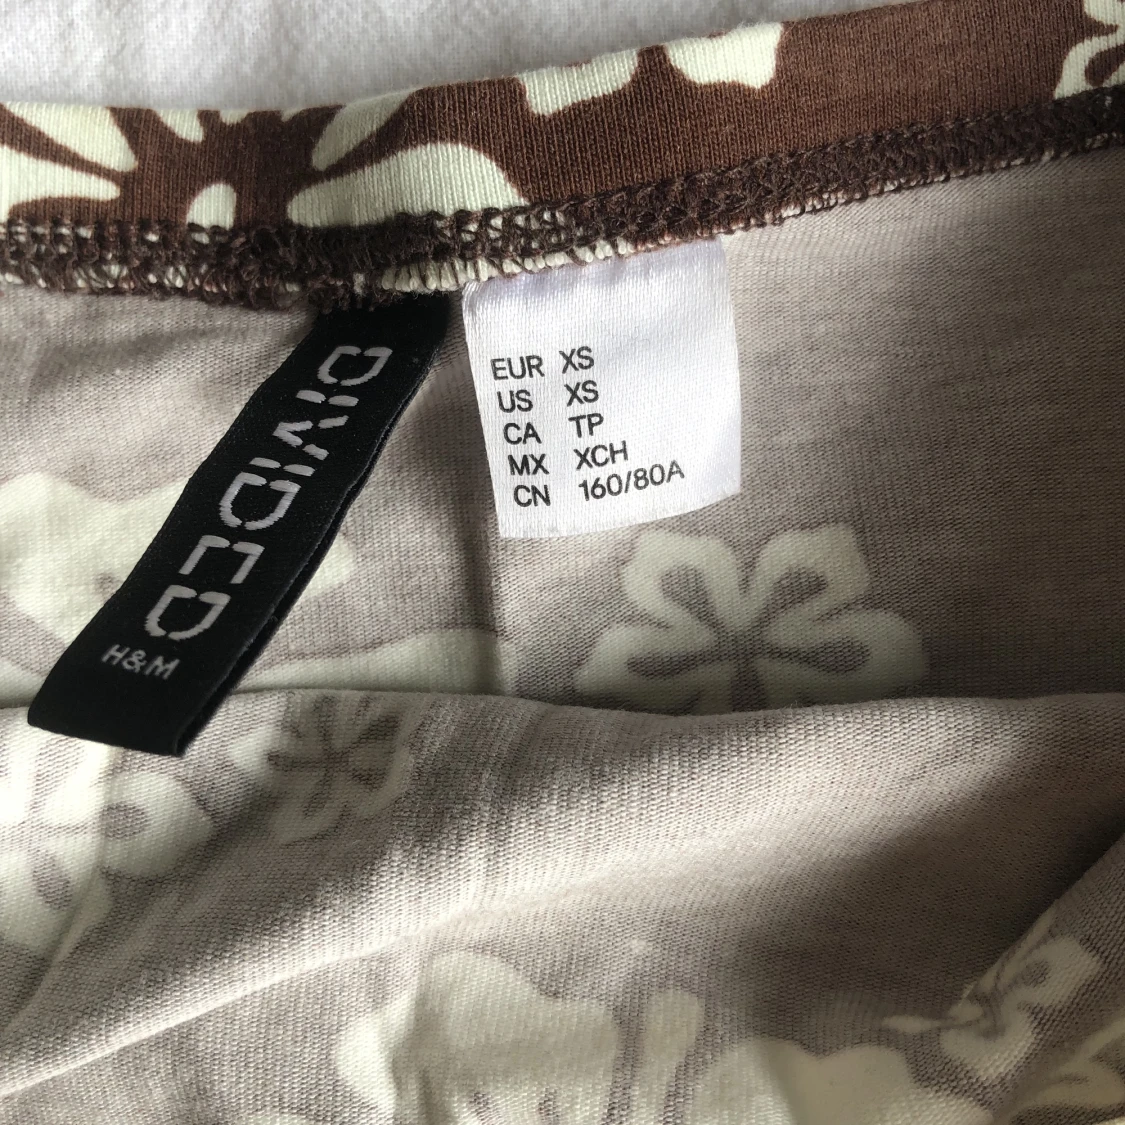 DIVIDED
H&M
EUR XS
US XS
CA TP
MX XCH
CN 160/80A